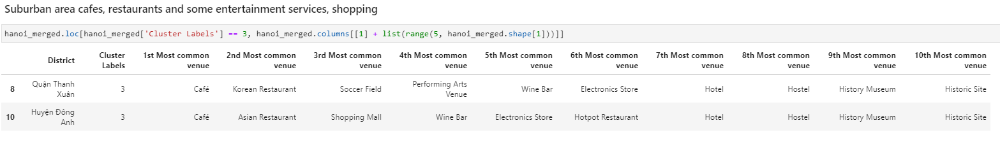 Suburban area cafes, restaurants and some entertainment services, shopping
hanoi_merged.loc[hanoi_merged['Cluster Labels'] == 3, hanoi_merged.columns[[1] + list(range(5, hanoi_merged.shape[1]))]]
District Cluster Labels 1st Most common venue 2nd Most common venue 3rd Most common venue 4th Most common venue 5th Most common venue 6th Most common venue 7th Most common venue 8th Most common venue 9th Most common venue 10th Most common venue
8 Quận Thanh Xuân 3 Café Korean Restaurant Soccer Field Performing Arts Venue Wine Bar Electronics Store Hotel Hostel History Museum Historic Site
10 Huyện Đông Anh 3 Café Asian Restaurant Shopping Mall Wine Bar Electronics Store Hotpot Restaurant Hotel Hostel History Museum Historic Site